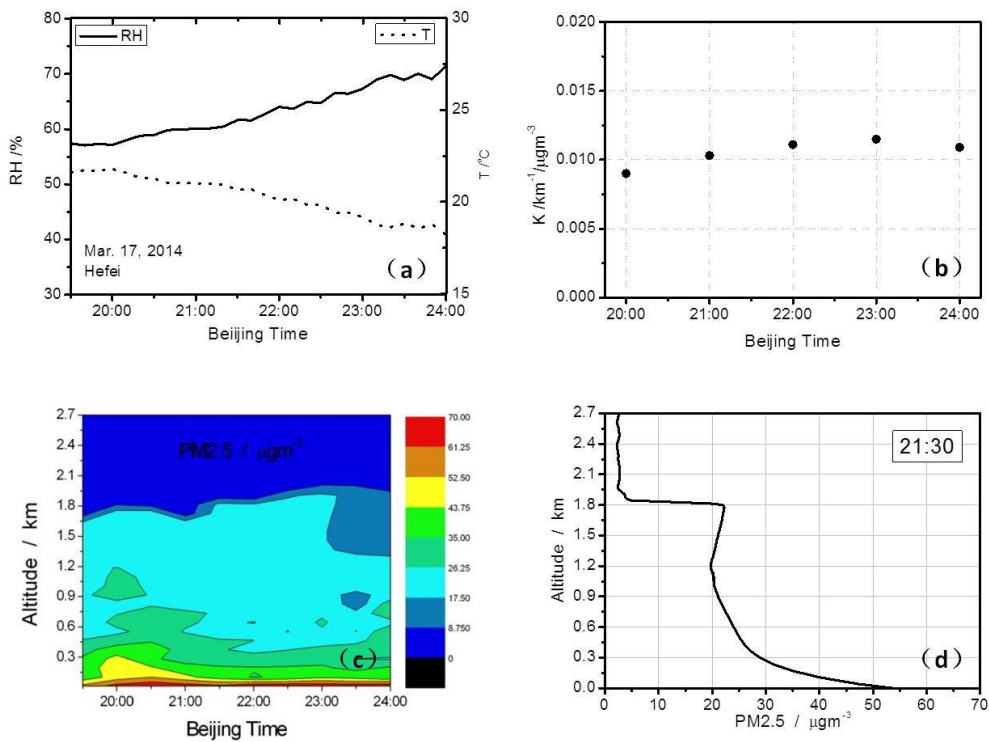 80
70
60
50
40
30
RH /%
RH
T
30
25
20
15
T /℃
Mar. 17, 2014
Hefei
(a)
20:00 21:00 22:00 23:00 24:00
Beiijing Time
0.020
0.015
0.010
0.005
0.000
K /km-1/μgm-3
(b)
20:00 21:00 22:00 23:00 24:00
Beijing Time
2.7
2.4
2.1
1.8
1.5
1.2
0.9
0.6
0.3
Altitude / km
PM2.5 / μgm-3
(c)
20:00 21:00 22:00 23:00 24:00
Beijing Time
70.00
61.25
52.50
43.75
35.00
26.25
17.50
8.750
0
2.7
2.4
2.1
1.8
1.5
1.2
0.9
0.6
0.3
0.0
Altitude / km
21:30
(d)
0 10 20 30 40 50 60 70
PM2.5 / μgm-3